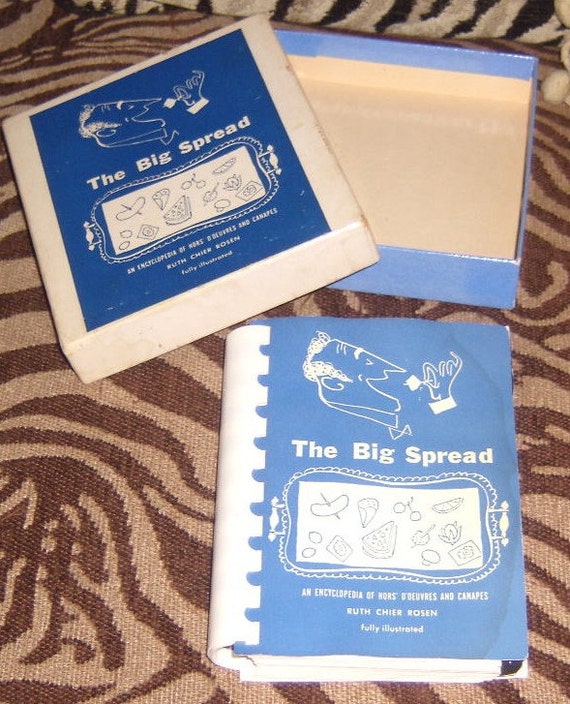 The Big Spread
AN ENCYCLOPEDIA OF HORS D'OEUVRES AND CANAPES
RUTH CHIER ROSEN
fully illustrated
The Big Spread
AN ENCYCLOPEDIA OF HORS' D'OEUVRES AND CANAPES
RUTH CHIER ROSEN
fully illustrated